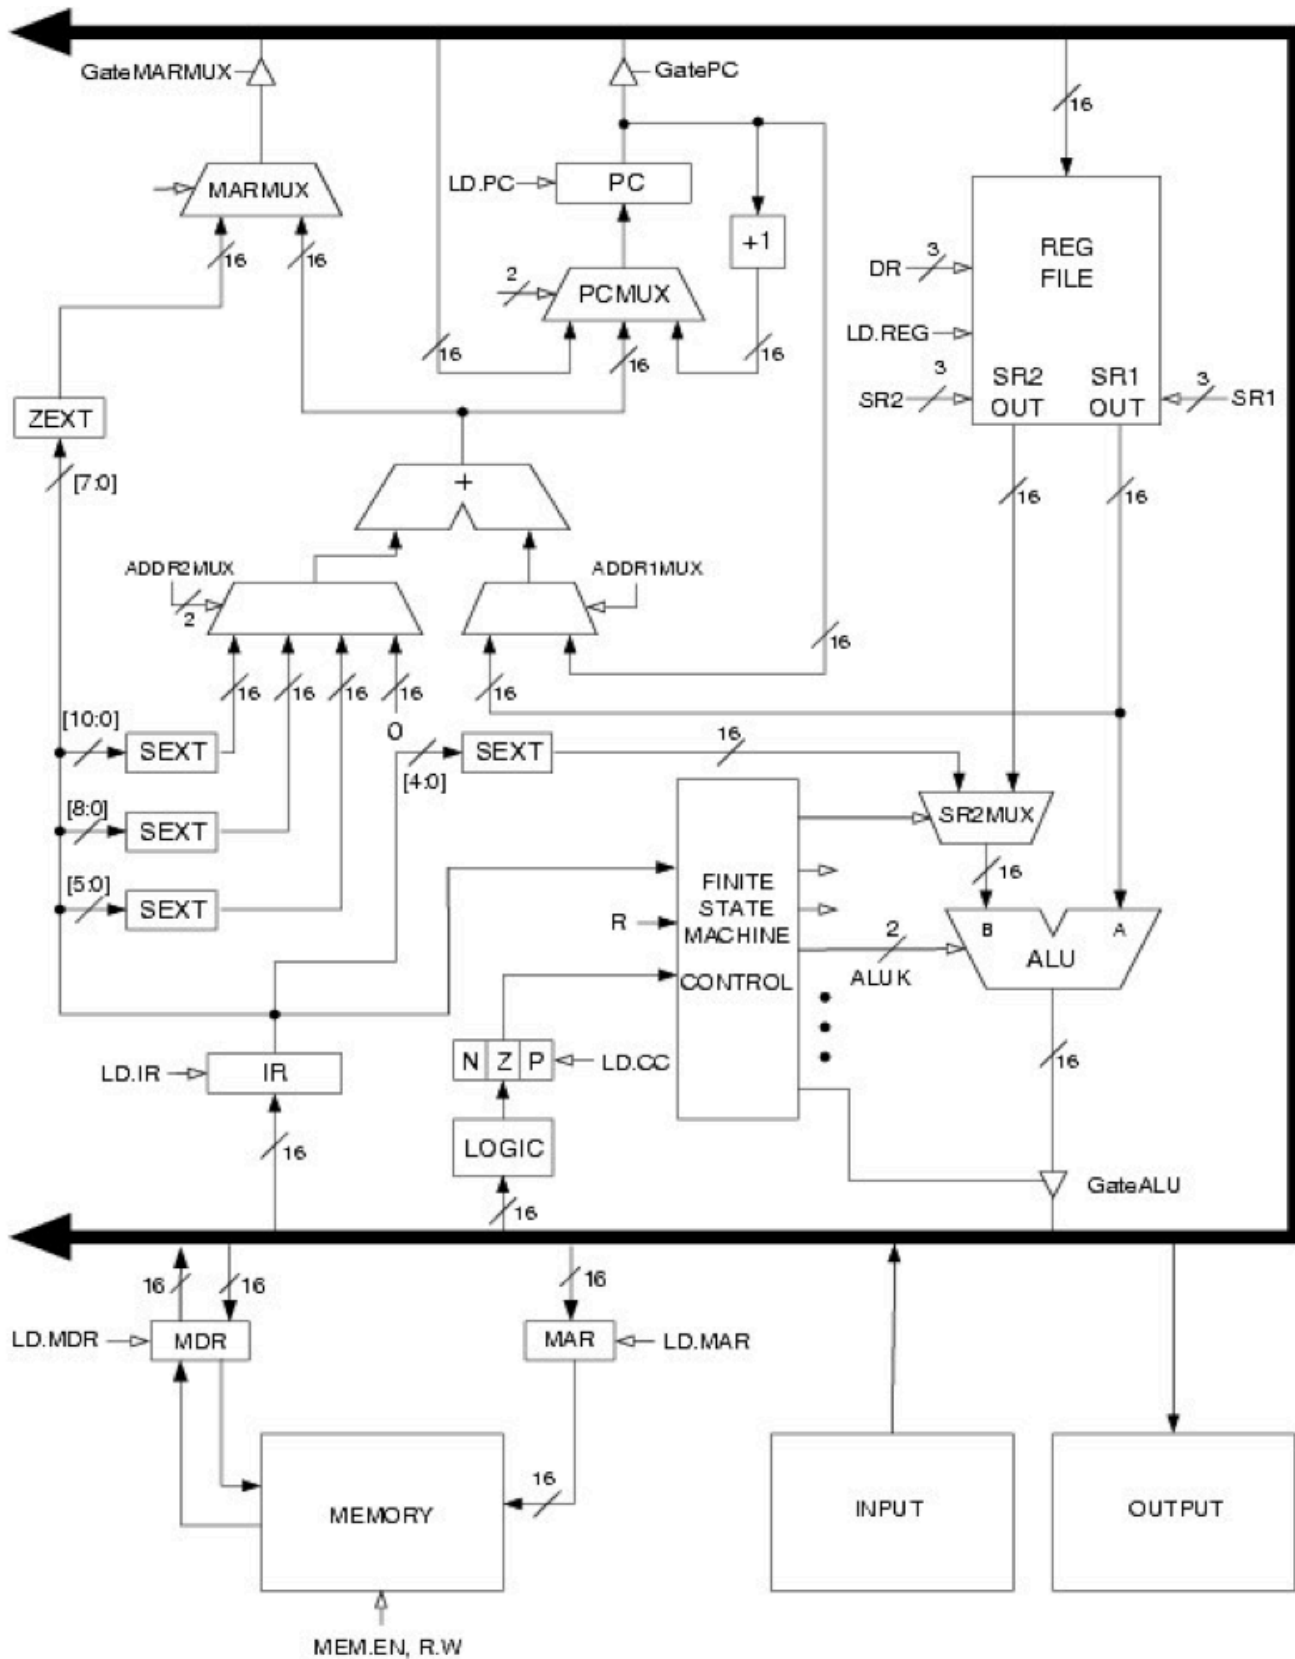 GateMARMUX
GatePC
16
MARMUX
LD.PC
PC
+1
REG
FILE
DR
3
16
16
2
PCMUX
LD.REG
16
16
16
SR2
3
SR2
OUT
SR1
OUT
3
SR1
ZEXT
[7:0]
+
16
16
ADDR2MUX
2
ADDR1MUX
16
16
16
16
16
16
0
[10:0]
SEXT
[4:0]
SEXT
16
[8:0]
SEXT
SR2MUX
16
[5:0]
SEXT
FINITE
STATE
MACHINE
CONTROL
R
2
ALUK
B
A
ALU
16
LD.IR
IR
N Z P
LD.CC
16
LOGIC
16
GateALU
16
16
16
LD.MDR
MDR
MAR
LD.MAR
16
MEMORY
INPUT
OUTPUT
MEM.EN, R.W